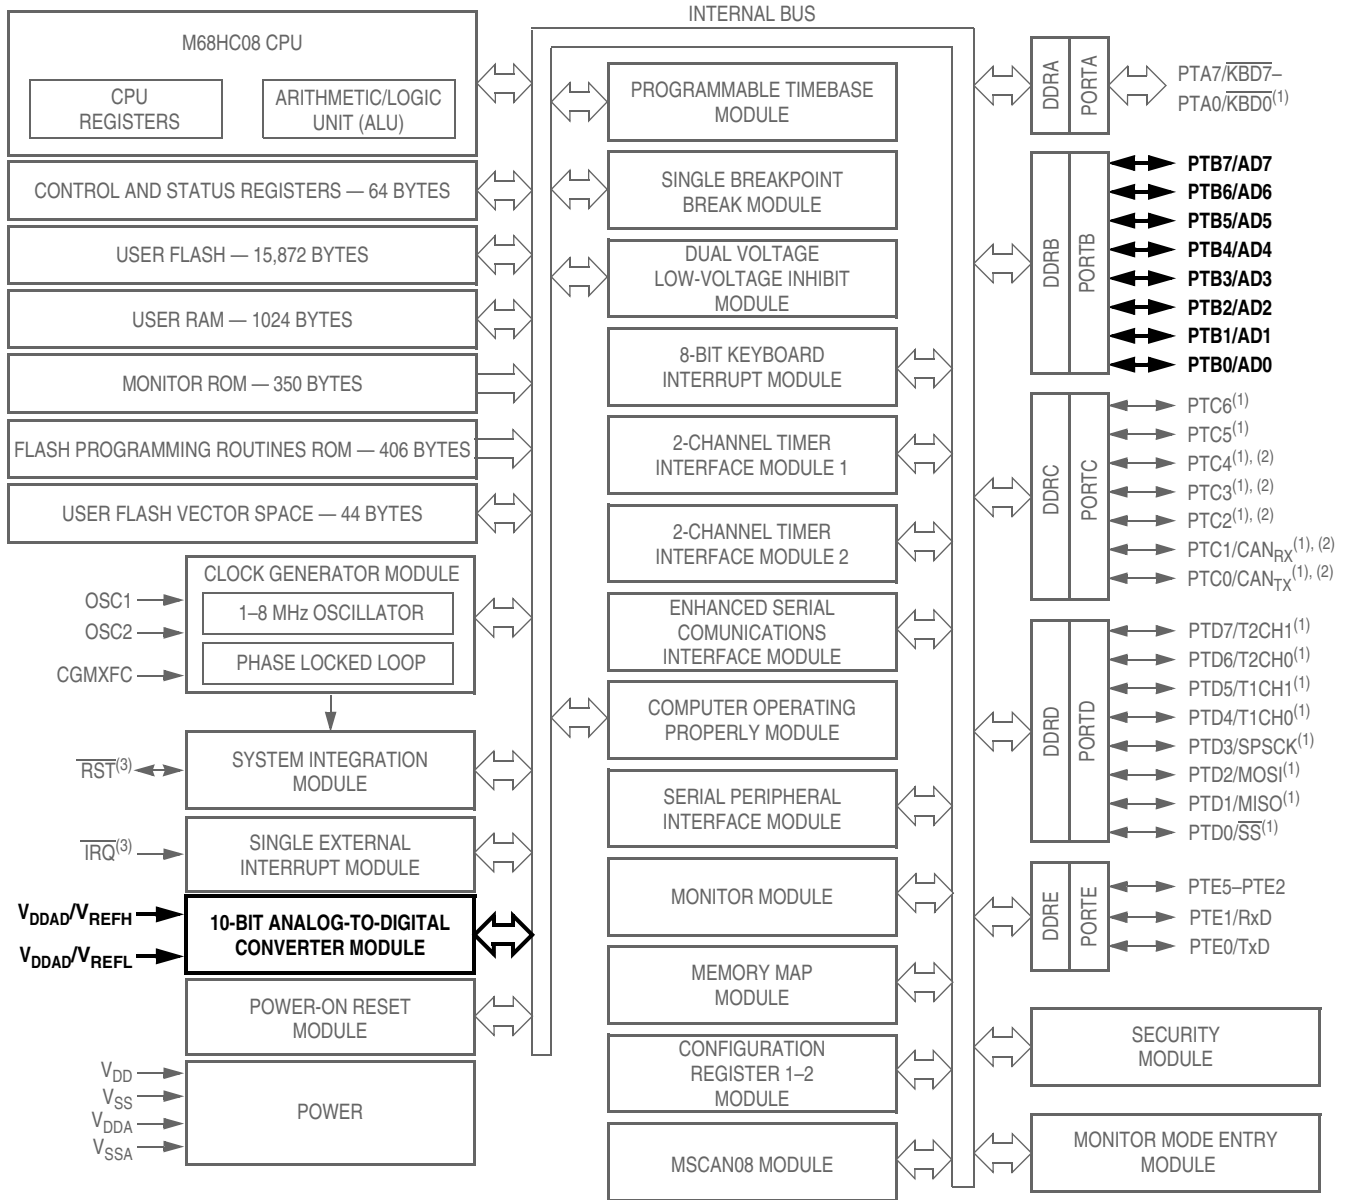 INTERNAL BUS
M68HC08 CPU
CPU
REGISTERS
ARITHMETIC/LOGIC
UNIT (ALU)
CONTROL AND STATUS REGISTERS — 64 BYTES
USER FLASH — 15,872 BYTES
USER RAM — 1024 BYTES
MONITOR ROM — 350 BYTES
FLASH PROGRAMMING ROUTINES ROM — 406 BYTES
USER FLASH VECTOR SPACE — 44 BYTES
CLOCK GENERATOR MODULE
1–8 MHz OSCILLATOR
PHASE LOCKED LOOP
OSC1
OSC2
CGMXFC
SYSTEM INTEGRATION
MODULE
RST(3)
SINGLE EXTERNAL
INTERRUPT MODULE
IRQ(3)
10-BIT ANALOG-TO-DIGITAL
CONVERTER MODULE
VDDAD/VREFH
VDDAD/VREFL
POWER-ON RESET
MODULE
POWER
VDD
VSS
VDDA
VSSA
PROGRAMMABLE TIMEBASE
MODULE
SINGLE BREAKPOINT
BREAK MODULE
DUAL VOLTAGE
LOW-VOLTAGE INHIBIT
MODULE
8-BIT KEYBOARD
INTERRUPT MODULE
2-CHANNEL TIMER
INTERFACE MODULE 1
2-CHANNEL TIMER
INTERFACE MODULE 2
ENHANCED SERIAL
COMUNICATIONS
INTERFACE MODULE
COMPUTER OPERATING
PROPERLY MODULE
SERIAL PERIPHERAL
INTERFACE MODULE
MONITOR MODULE
MEMORY MAP
MODULE
CONFIGURATION
REGISTER 1–2
MODULE
MSCAN08 MODULE
DDRA
PORTA
PTA7/KBD7–
PTA0/KBD0(1)
DDRB
PORTB
PTB7/AD7
PTB6/AD6
PTB5/AD5
PTB4/AD4
PTB3/AD3
PTB2/AD2
PTB1/AD1
PTB0/AD0
DDRC
PORTC
PTC6(1)
PTC5(1)
PTC4(1), (2)
PTC3(1), (2)
PTC2(1), (2)
PTC1/CANRX(1), (2)
PTC0/CANTX(1), (2)
DDRD
PORTD
PTD7/T2CH1(1)
PTD6/T2CH0(1)
PTD5/T1CH1(1)
PTD4/T1CH0(1)
PTD3/SPSCK(1)
PTD2/MOSI(1)
PTD1/MISO(1)
PTD0/SS(1)
DDRE
PORTE
PTE5–PTE2
PTE1/RxD
PTE0/TxD
SECURITY
MODULE
MONITOR MODE ENTRY
MODULE